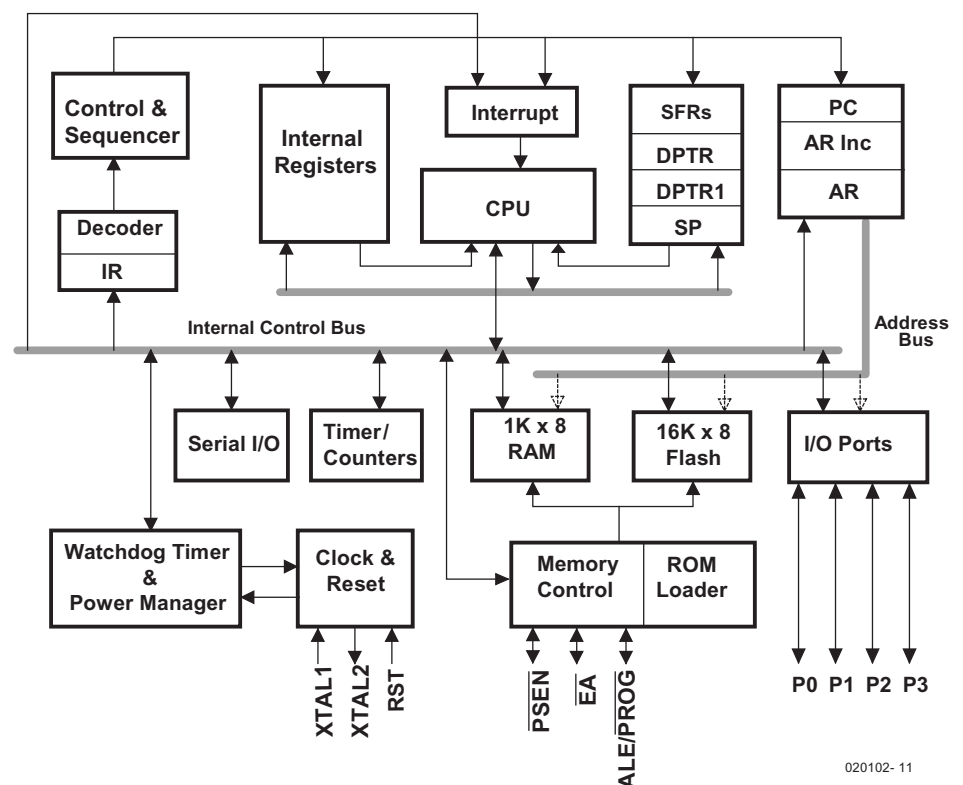 Control &
Sequencer
Decoder
IR
Internal
Registers
Interrupt
CPU
SFRs
DPTR
DPTR1
SP
PC
AR Inc
AR
Internal Control Bus
Address
Bus
Serial I/O
Timer/
Counters
1K x 8
RAM
16K x 8
Flash
I/O Ports
Watchdog Timer
&
Power Manager
Clock &
Reset
Memory
Control
ROM
Loader
XTAL1
XTAL2
RST
PSEN
EA
ALE/PROG
P0 P1 P2 P3
020102- 11